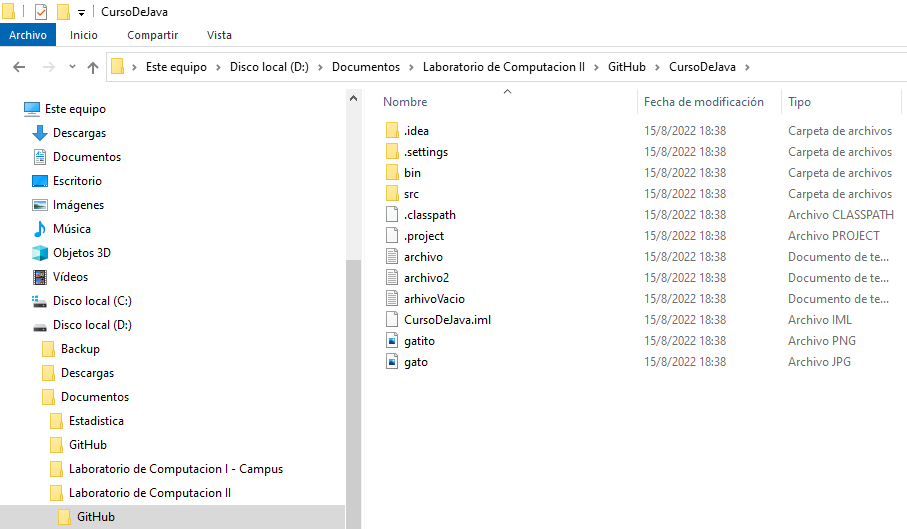 CursoDeJava
Archivo Inicio Compartir Vista
Este equipo Disco local (D:) Documentos Laboratorio de Computacion II GitHub CursoDeJava
Este equipo
Descargas
Documentos
Escritorio
Imágenes
Música
Objetos 3D
Vídeos
Disco local (C:)
Disco local (D:)
Backup
Descargas
Documentos
Estadistica
GitHub
Laboratorio de Computacion I - Campus
Laboratorio de Computacion II
GitHub
Nombre Fecha de modificación Tipo
.idea 15/8/2022 18:38 Carpeta de archivos
.settings 15/8/2022 18:38 Carpeta de archivos
bin 15/8/2022 18:38 Carpeta de archivos
src 15/8/2022 18:38 Carpeta de archivos
.classpath 15/8/2022 18:38 Archivo CLASSPATH
.project 15/8/2022 18:38 Archivo PROJECT
archivo 15/8/2022 18:38 Documento de te...
archivo2 15/8/2022 18:38 Documento de te...
arhivoVacio 15/8/2022 18:38 Documento de te...
CursoDeJava.iml 15/8/2022 18:38 Archivo IML
gatito 15/8/2022 18:38 Archivo PNG
gato 15/8/2022 18:38 Archivo JPG